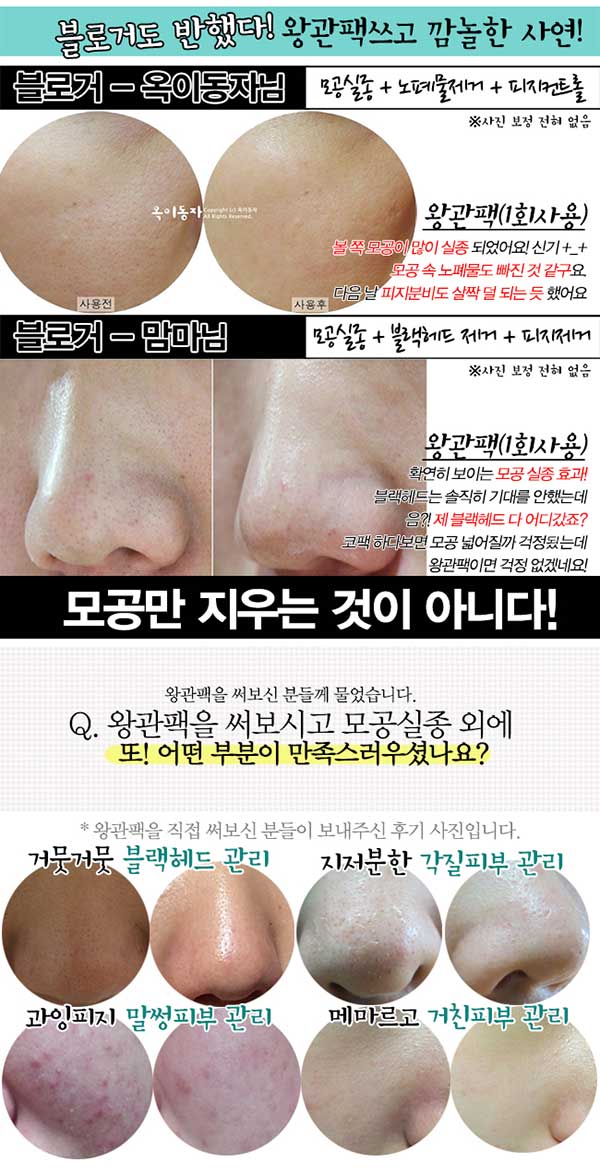 블로거도 반했다! 왕관팩쓰고 깜놀한 사연!
블로거 – 옥이동자님
모공실종 + 노폐물제거 + 피지컨트롤
※사진 보정 전혀 없음
옥이동자 Copyright (c) 옥이동자
All Rights Reserved.
사용전
사용후
왕관팩(1회사용)
볼 쪽 모공이 많이 실종 되었어요! 신기 +_+
모공 속 노폐물도 빠진 것 같구요.
다음 날 피지분비도 살짝 덜 되는 듯 했어요
블로거 – 맘마님
모공실종 + 블랙헤드 제거 + 피지제거
※사진 보정 전혀 없음
왕관팩(1회사용)
확연히 보이는 모공 실종 효과!
블랙헤드는 솔직히 기대를 안했는데
음?! 제 블랙헤드 다 어디갔죠?
코팩 하다보면 모공 넓어질까 걱정됐는데
왕관팩이면 걱정 없겠네요!
모공만 지우는 것이 아니다!
왕관팩을 써보신 분들께 물었습니다.
Q. 왕관팩을 써보시고 모공실종 외에
또! 어떤 부분이 만족스러우셨나요?
* 왕관팩을 직접 써보신 분들이 보내주신 후기 사진입니다.
거뭇거뭇 블랙헤드 관리
지저분한 각질피부 관리
과잉피지 말썽피부 관리
메마르고 거친피부 관리